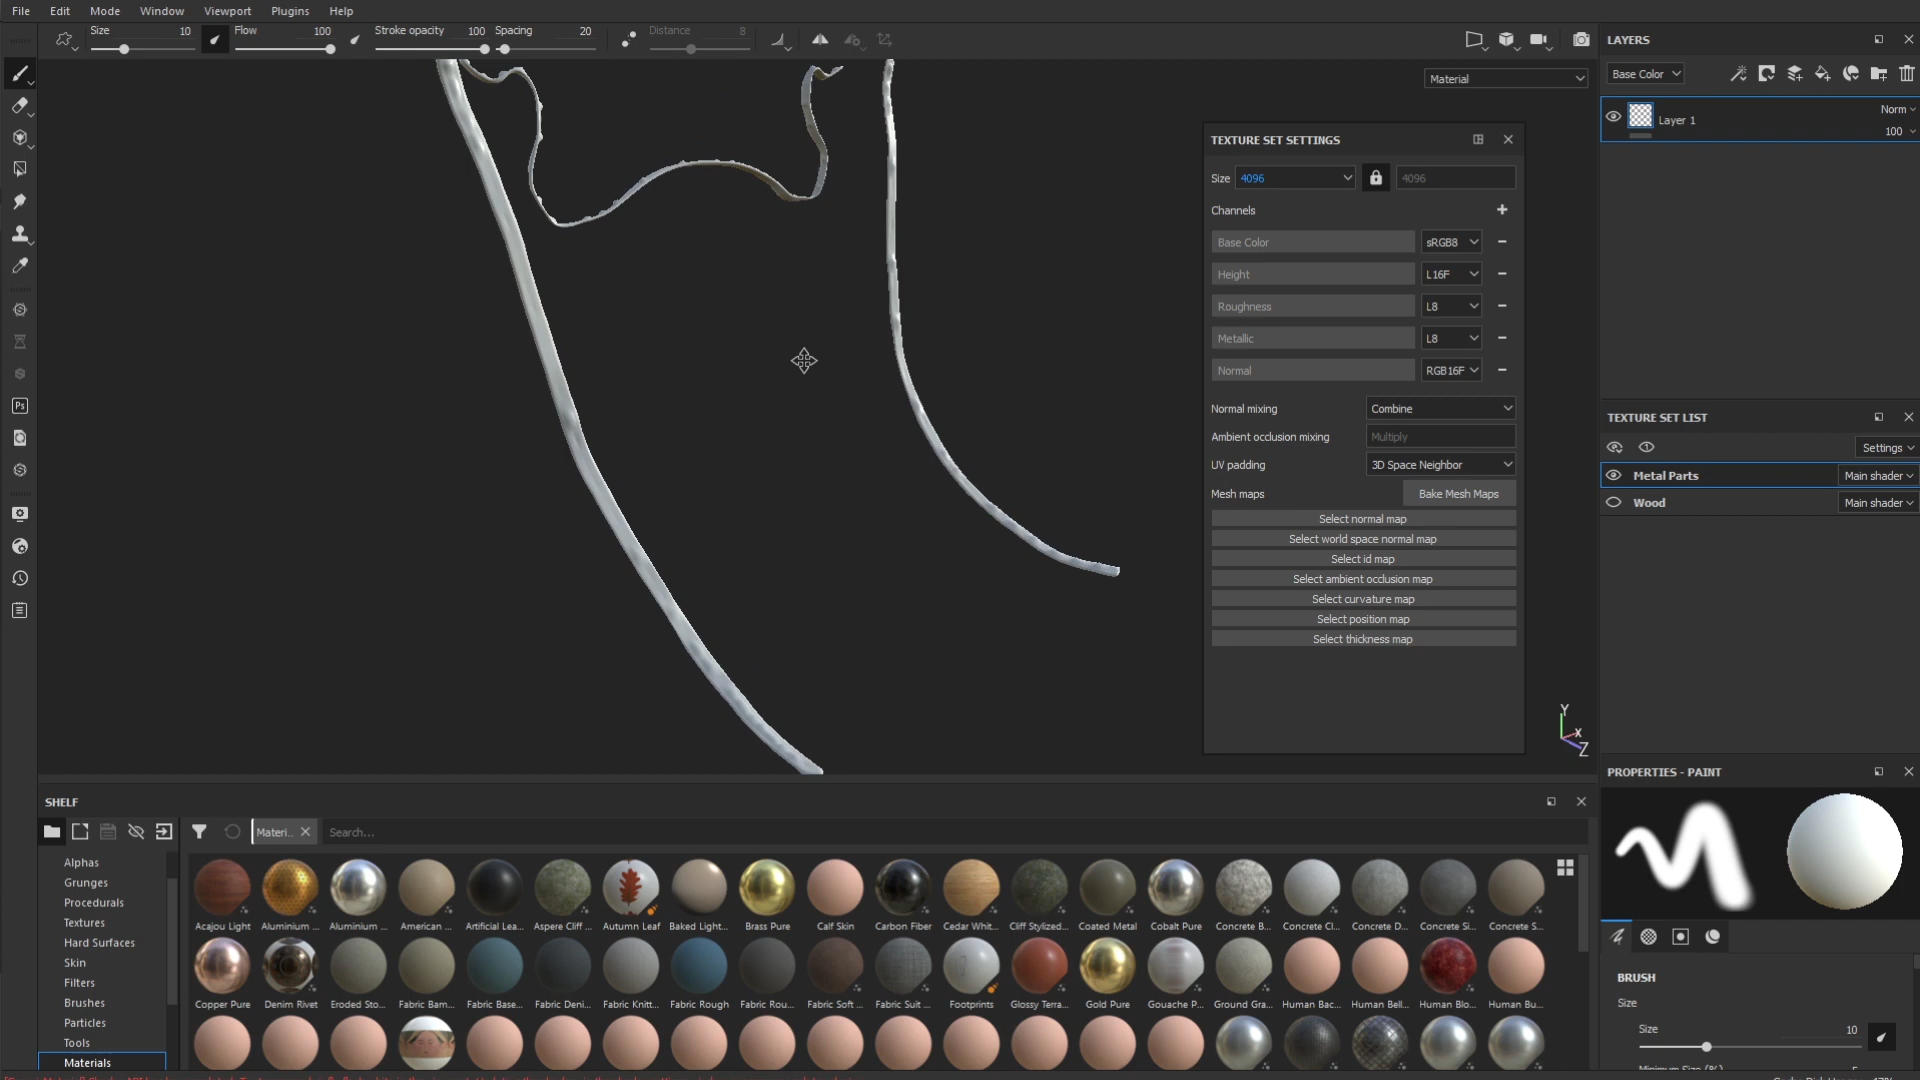 File Edit Mode Window Viewport Plugins Help
Size 10 Flow 100 Stroke opacity 100 Spacing 20 Distance 8
Material
LAYERS
Base Color
Layer 1
Norm
100
TEXTURE SET SETTINGS
Size 4096 4096
Channels
Base Color sRGB8
Height L16F
Roughness L8
Metallic L8
Normal RGB16F
Normal mixing Combine
Ambient occlusion mixing Multiply
UV padding 3D Space Neighbor
Mesh maps Bake Mesh Maps
Select normal map
Select world space normal map
Select id map
Select ambient occlusion map
Select curvature map
Select position map
Select thickness map
TEXTURE SET LIST
Settings
Metal Parts Main shader
Wood Main shader
Ps
Y
X
Z
PROPERTIES - PAINT
BRUSH
Size
Size 10
SHELF
Materi... Search...
Alphas
Grunges
Procedurals
Textures
Hard Surfaces
Skin
Filters
Brushes
Particles
Tools
Materials
Acajou Light Aluminium ... Aluminium ... American ... Artificial Lea... Aspere Cliff ... Autumn Leaf Baked Light... Brass Pure Calf Skin Carbon Fiber Cedar Whit... Cliff Stylized... Coated Metal Cobalt Pure Concrete B... Concrete Cl... Concrete D... Concrete Si... Concrete S...
Copper Pure Denim Rivet Eroded Sto... Fabric Bam... Fabric Base... Fabric Deni... Fabric Knitt... Fabric Rough Fabric Rou... Fabric Soft ... Fabric Suit ... Footprints Glossy Terra... Gold Pure Gouache P... Ground Gra... Human Bac... Human Bell... Human Blo... Human Bu...